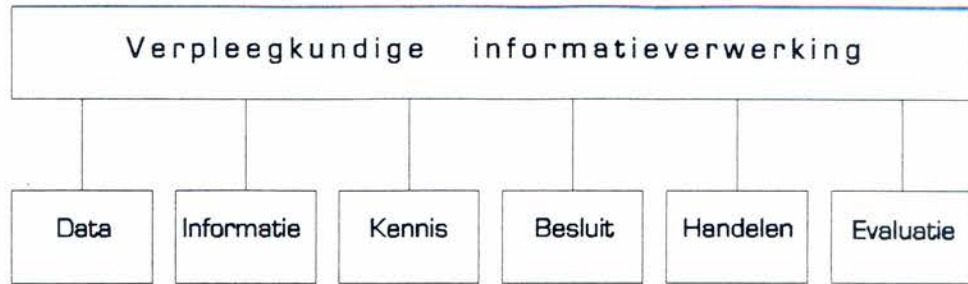 Verpleegkundige informatieverwerking
Data Informatie Kennis Besluit Handelen Evaluatie